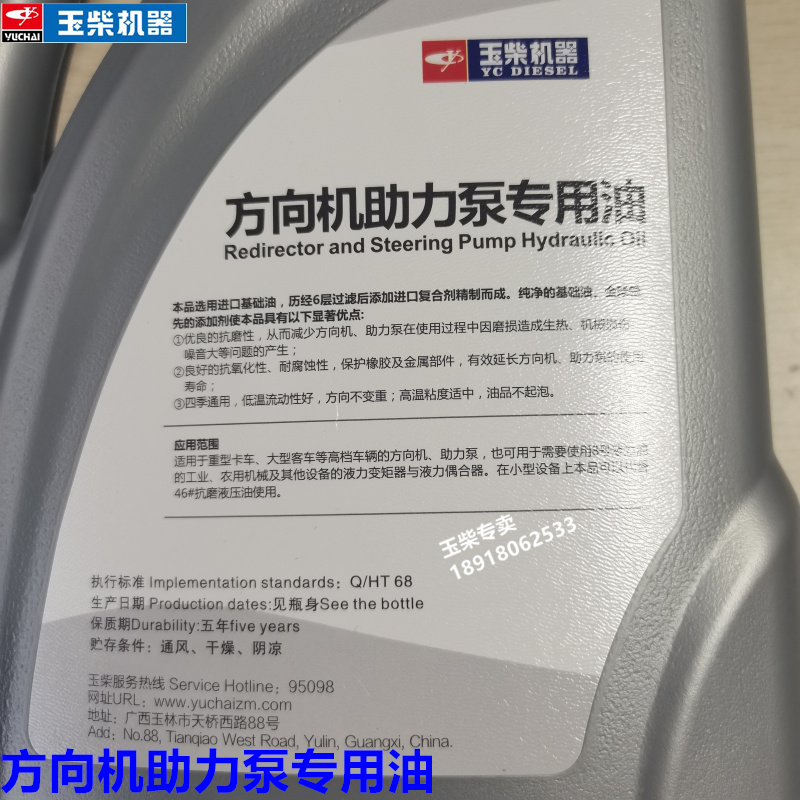 YUCHAI 玉柴机器
玉柴机器
YC DIESEL
方向机助力泵专用油
Redirector and Steering Pump Hydraulic Oil
本品选用进口基础油，历经6层过滤后添加进口复合剂精制而成。纯净的基础油、
先的添加剂使本品具有以下显著优点：
①优良的抗磨性，从而减少方向机、助力泵在使用过程中因磨损造成生热、机械
噪音大等问题的产生；
②良好的抗氧化性、耐腐蚀性，保护橡胶及金属部件，有效延长方向机、助力泵的使用
寿命；
③四季通用，低温流动性好，方向不变重；高温粘度适中，油品不起泡。
应用范围
适用于重型卡车、大型客车等高档车辆的方向机、助力泵，也可用于需要使用8号
的工业、农用机械及其他设备的液力变矩器与液力偶合器。在小型设备上本品可以代替
46#抗磨液压油使用。
玉柴专卖
18918062533
执行标准 Implementation standards：Q/HT 68
生产日期 Production dates:见瓶身See the bottle
保质期Durability:五年five years
贮存条件：通风、干燥、阴凉
玉柴服务热线 Service Hotline：95098
网址URL：www.yuchaizm.com
地址：广西玉林市天桥西路88号
Add：No.88, Tianqiao West Road, Yulin, Guangxi, China.
方向机助力泵专用油